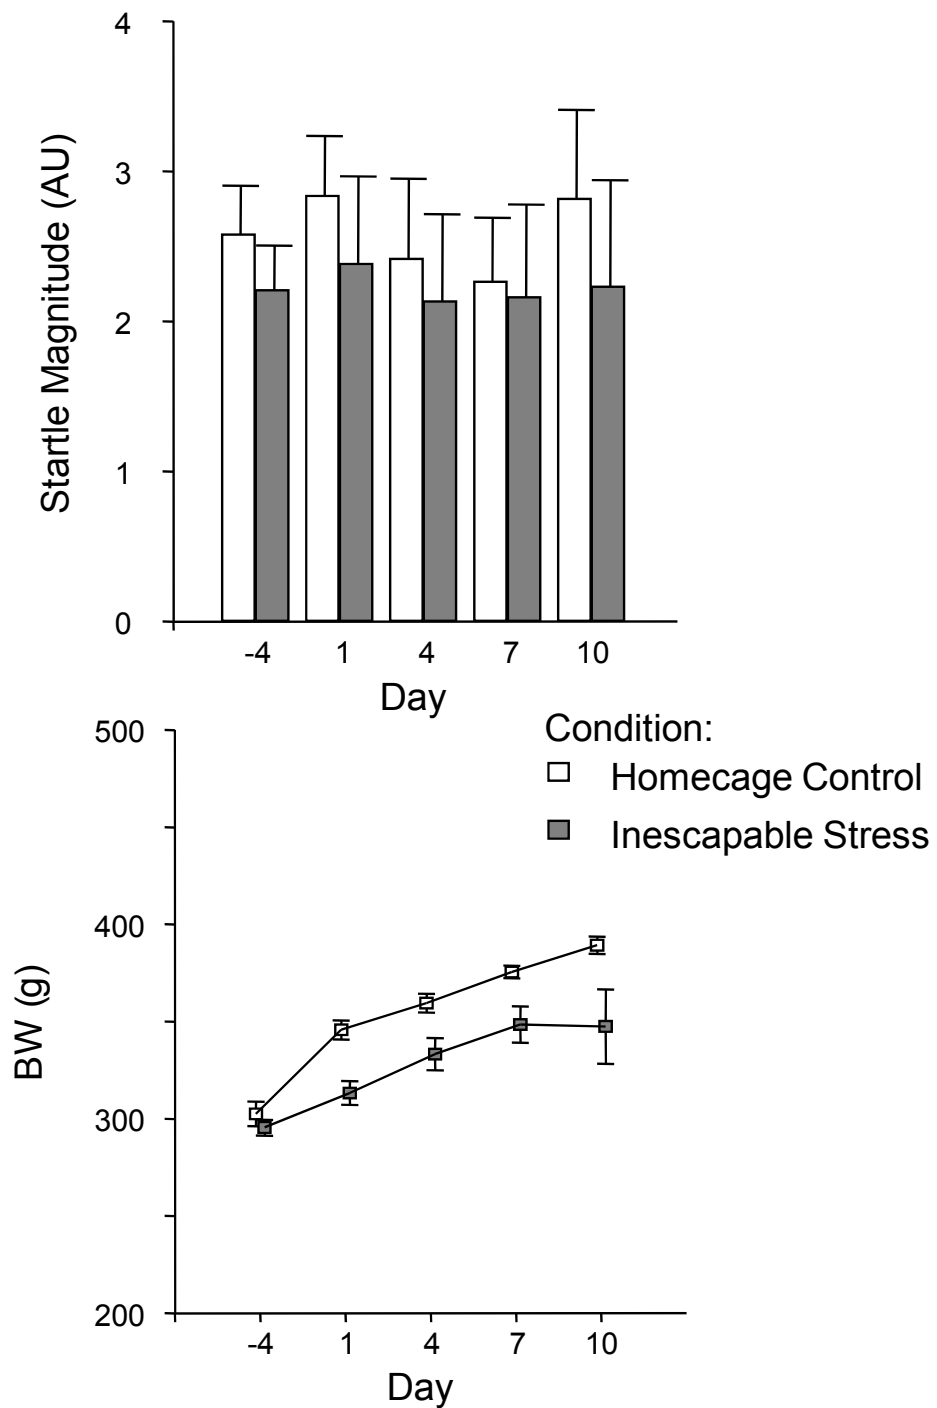 4
3
2
1
0
Startle Magnitude (AU)
-4 1 4 7 10
Day
Condition:
Homecage Control
Inescapable Stress
500
400
300
200
BW (g)
-4 1 4 7 10
Day